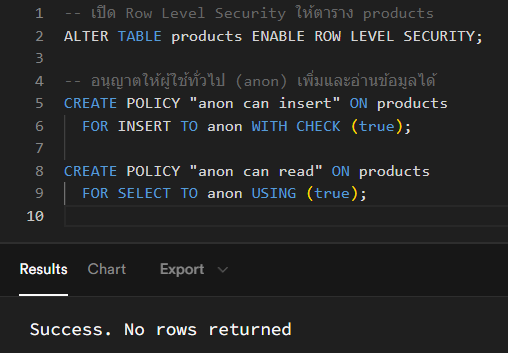 1 -- เปิด Row Level Security ให้ตาราง products
2 ALTER TABLE products ENABLE ROW LEVEL SECURITY;
3
4 -- อนุญาตให้ผู้ใช้ทั่วไป (anon) เพิ่มและอ่านข้อมูลได้
5 CREATE POLICY "anon can insert" ON products
6 FOR INSERT TO anon WITH CHECK (true);
7
8 CREATE POLICY "anon can read" ON products
9 FOR SELECT TO anon USING (true);
10
Results Chart Export
Success. No rows returned